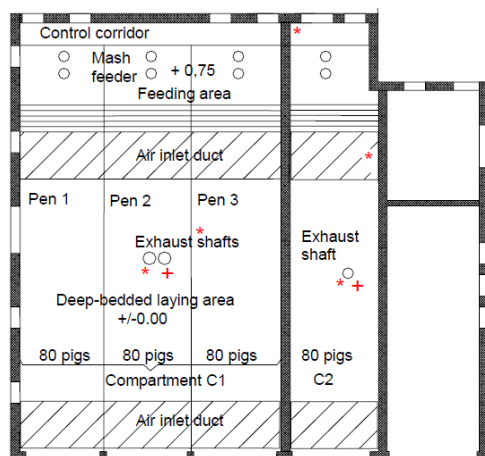 Control corridor
Mash
feeder
+ 0,75
Feeding area
Air inlet duct
Pen 1
Pen 2
Pen 3
Exhaust shafts
Exhaust
shaft
Deep-bedded laying area
+/-0.00
80 pigs
80 pigs
80 pigs
80 pigs
Compartment C1
C2
Air inlet duct